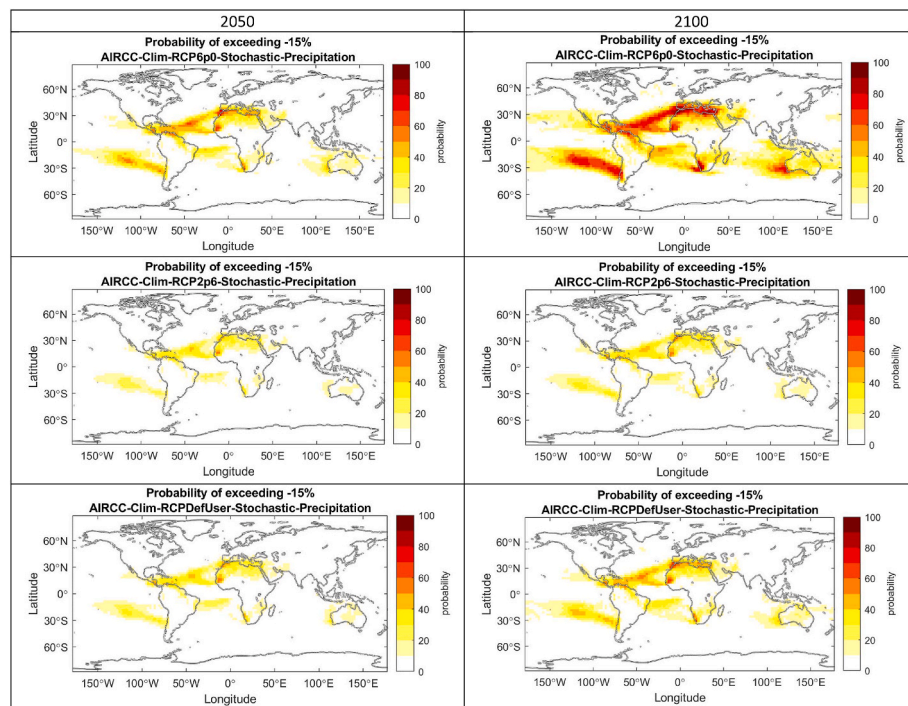 2050
2100
Probability of exceeding -15%
AIRCC-Clim-RCP6p0-Stochastic-Precipitation
60°N
30°N
0°
30°S
60°S
Latitude
150°W 100°W 50°W 0° 50°E 100°E 150°E
Longitude
100
80
60
40
20
0
probability
Probability of exceeding -15%
AIRCC-Clim-RCP6p0-Stochastic-Precipitation
60°N
30°N
0°
30°S
60°S
Latitude
150°W 100°W 50°W 0° 50°E 100°E 150°E
Longitude
100
80
60
40
20
0
probability
Probability of exceeding -15%
AIRCC-Clim-RCP2p6-Stochastic-Precipitation
60°N
30°N
0°
30°S
60°S
Latitude
150°W 100°W 50°W 0° 50°E 100°E 150°E
Longitude
100
80
60
40
20
0
probability
Probability of exceeding -15%
AIRCC-Clim-RCP2p6-Stochastic-Precipitation
60°N
30°N
0°
30°S
60°S
Latitude
150°W 100°W 50°W 0° 50°E 100°E 150°E
Longitude
100
80
60
40
20
0
probability
Probability of exceeding -15%
AIRCC-Clim-RCPDefUser-Stochastic-Precipitation
60°N
30°N
0°
30°S
60°S
Latitude
150°W 100°W 50°W 0° 50°E 100°E 150°E
Longitude
100
80
60
40
20
0
probability
Probability of exceeding -15%
AIRCC-Clim-RCPDefUser-Stochastic-Precipitation
60°N
30°N
0°
30°S
60°S
Latitude
150°W 100°W 50°W 0° 50°E 100°E 150°E
Longitude
100
80
60
40
20
0
probability